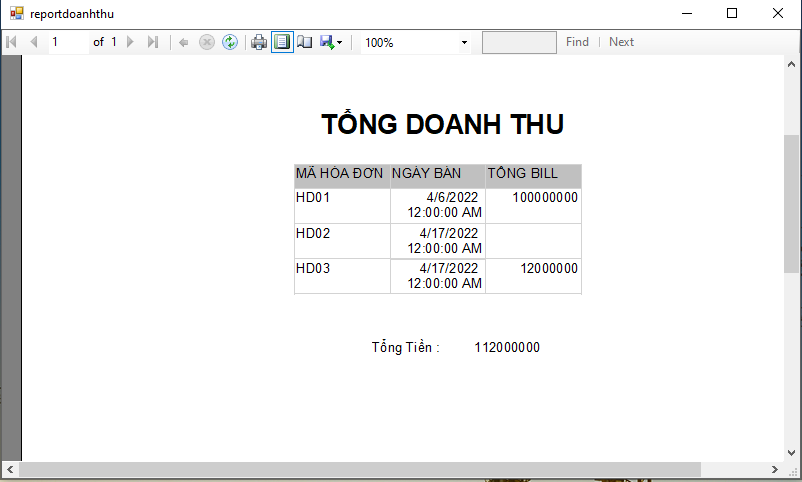 reportdoanhthu
1 of 1 100% Find Next
TỔNG DOANH THU
MÃ HÓA ĐƠN NGÀY BÁN TỔNG BILL
HD01 4/6/2022 100000000
12:00:00 AM
HD02 4/17/2022
12:00:00 AM
HD03 4/17/2022 12000000
12:00:00 AM
Tổng Tiền : 112000000